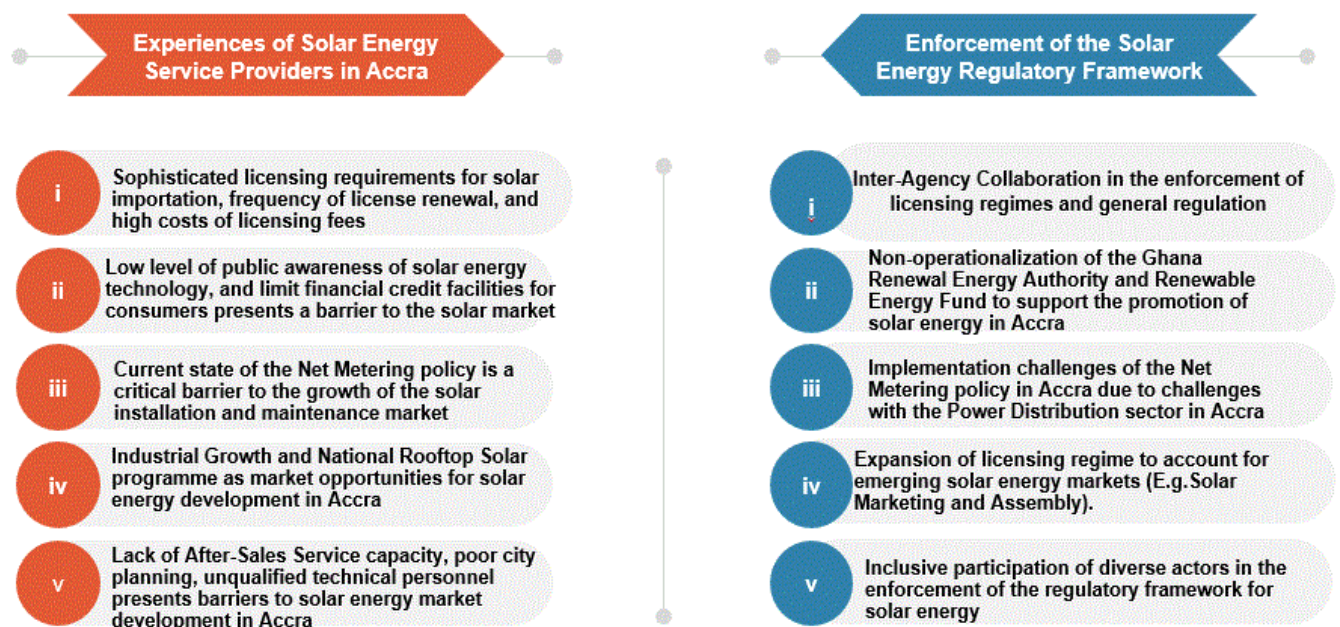 Experiences of Solar Energy
Service Providers in Accra
i
Sophisticated licensing requirements for solar
importation, frequency of license renewal, and
high costs of licensing fees
ii
Low level of public awareness of solar energy
technology, and limit financial credit facilities for
consumers presents a barrier to the solar market
iii
Current state of the Net Metering policy is a
critical barrier to the growth of the solar
installation and maintenance market
iv
Industrial Growth and National Rooftop Solar
programme as market opportunities for solar
energy development in Accra
v
Lack of After-Sales Service capacity, poor city
planning, unqualified technical personnel
presents barriers to solar energy market
development in Accra
Enforcement of the Solar
Energy Regulatory Framework
i
Inter-Agency Collaboration in the enforcement of
licensing regimes and general regulation
ii
Non-operationalization of the Ghana
Renewal Energy Authority and Renewable
Energy Fund to support the promotion of
solar energy in Accra
iii
Implementation challenges of the Net
Metering policy in Accra due to challenges
with the Power Distribution sector in Accra
iv
Expansion of licensing regime to account for
emerging solar energy markets (E.g.Solar
Marketing and Assembly).
v
Inclusive participation of diverse actors in the
enforcement of the regulatory framework for
solar energy